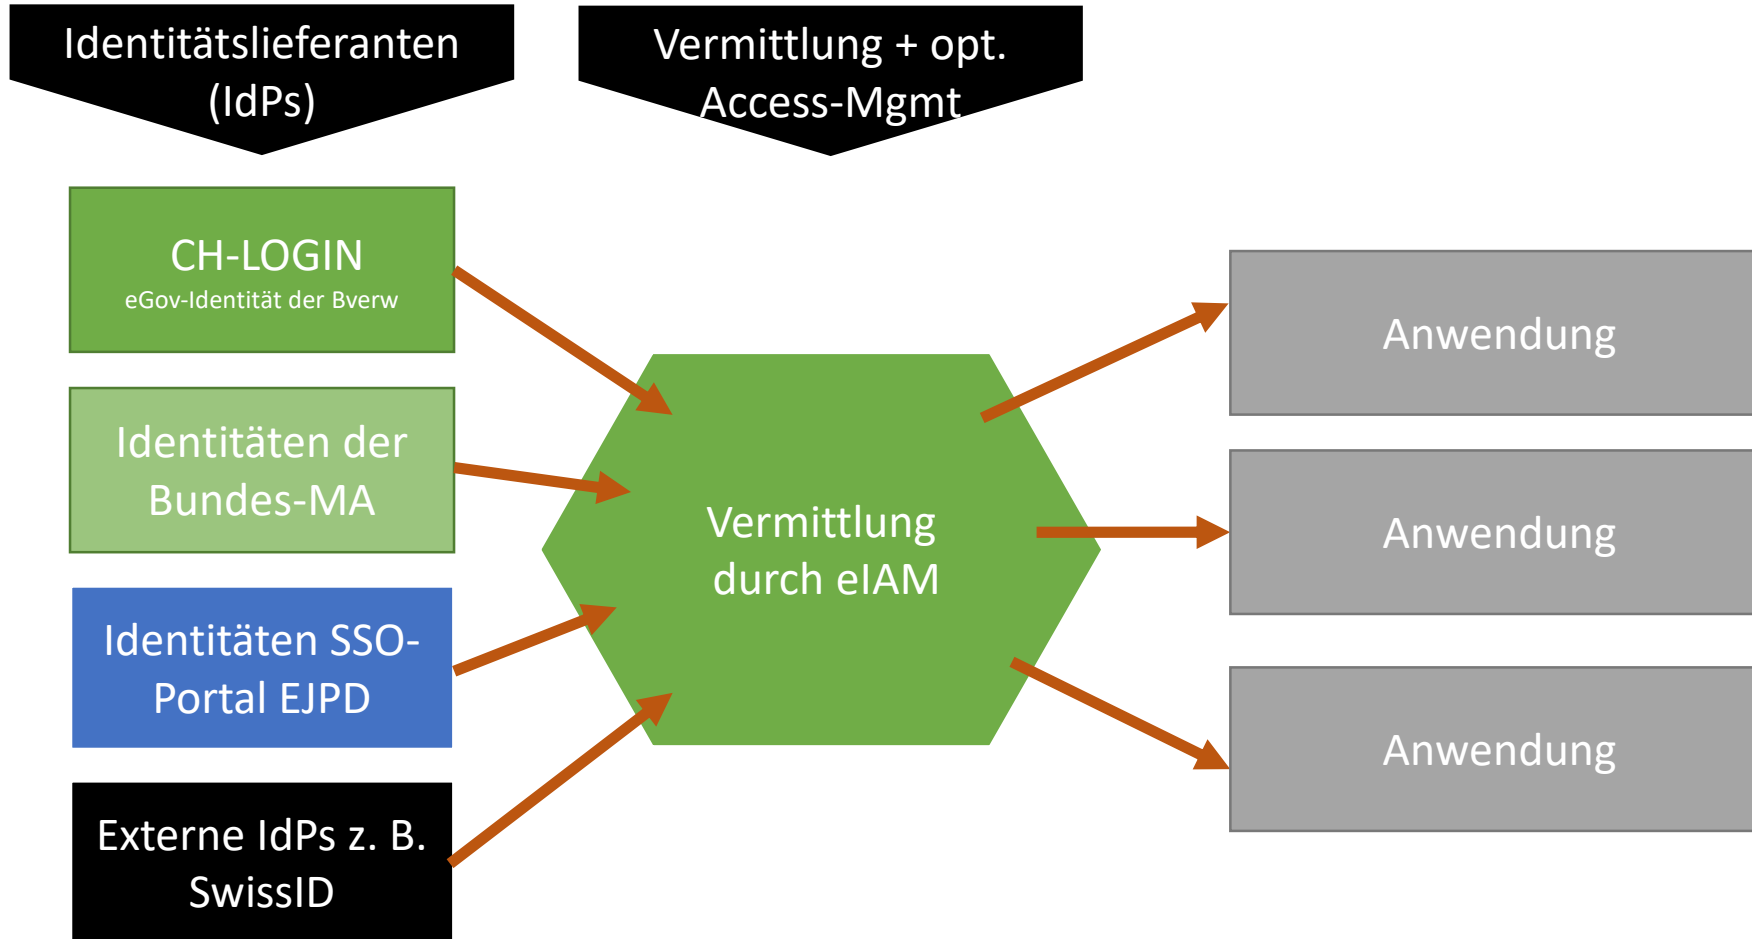 Identitätslieferanten
(IdPs)
Vermittlung + opt.
Access-Mgmt
CH-LOGIN
eGov-Identität der Bverw
Identitäten der
Bundes-MA
Identitäten SSO-
Portal EJPD
Externe IdPs z. B.
SwissID
Vermittlung
durch eIAM
Anwendung
Anwendung
Anwendung